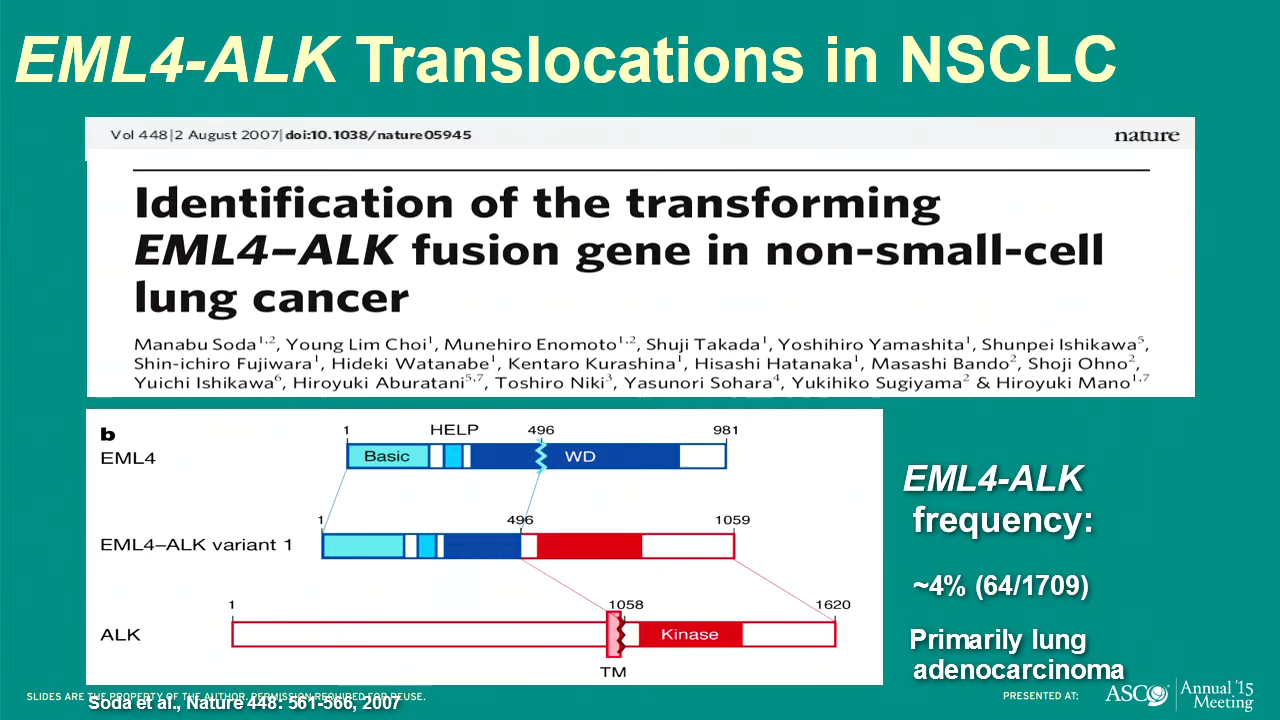 EML4-ALK Translocations in NSCLC
Vol 448|2 August 2007|doi:10.1038/nature05945
nature
Identification of the transforming
EML4–ALK fusion gene in non-small-cell
lung cancer
Manabu Soda1,2, Young Lim Choi1, Munehiro Enomoto1,2, Shuji Takada1, Yoshihiro Yamashita1, Shunpei Ishikawa5,
Shin-ichiro Fujiwara1, Hideki Watanabe1, Kentaro Kurashina1, Hisashi Hatanaka1, Masashi Bando2, Shoji Ohno2,
Yuichi Ishikawa6, Hiroyuki Aburatani5,7, Toshiro Niki3, Yasunori Sohara4, Yukihiko Sugiyama2 & Hiroyuki Mano1,7
b
1 HELP 496 981
EML4
Basic WD
1 496 1059
EML4–ALK variant 1
1 1058 1620
ALK
Kinase
TM
EML4-ALK
frequency:
~4% (64/1709)
Primarily lung
adenocarcinoma
SLIDES ARE THE PROPERTY OF THE AUTHOR. PERMISSION REQUIRED FOR REUSE.
Soda et al., Nature 448: 561-566, 2007
PRESENTED AT:
ASCO
Annual '15
Meeting